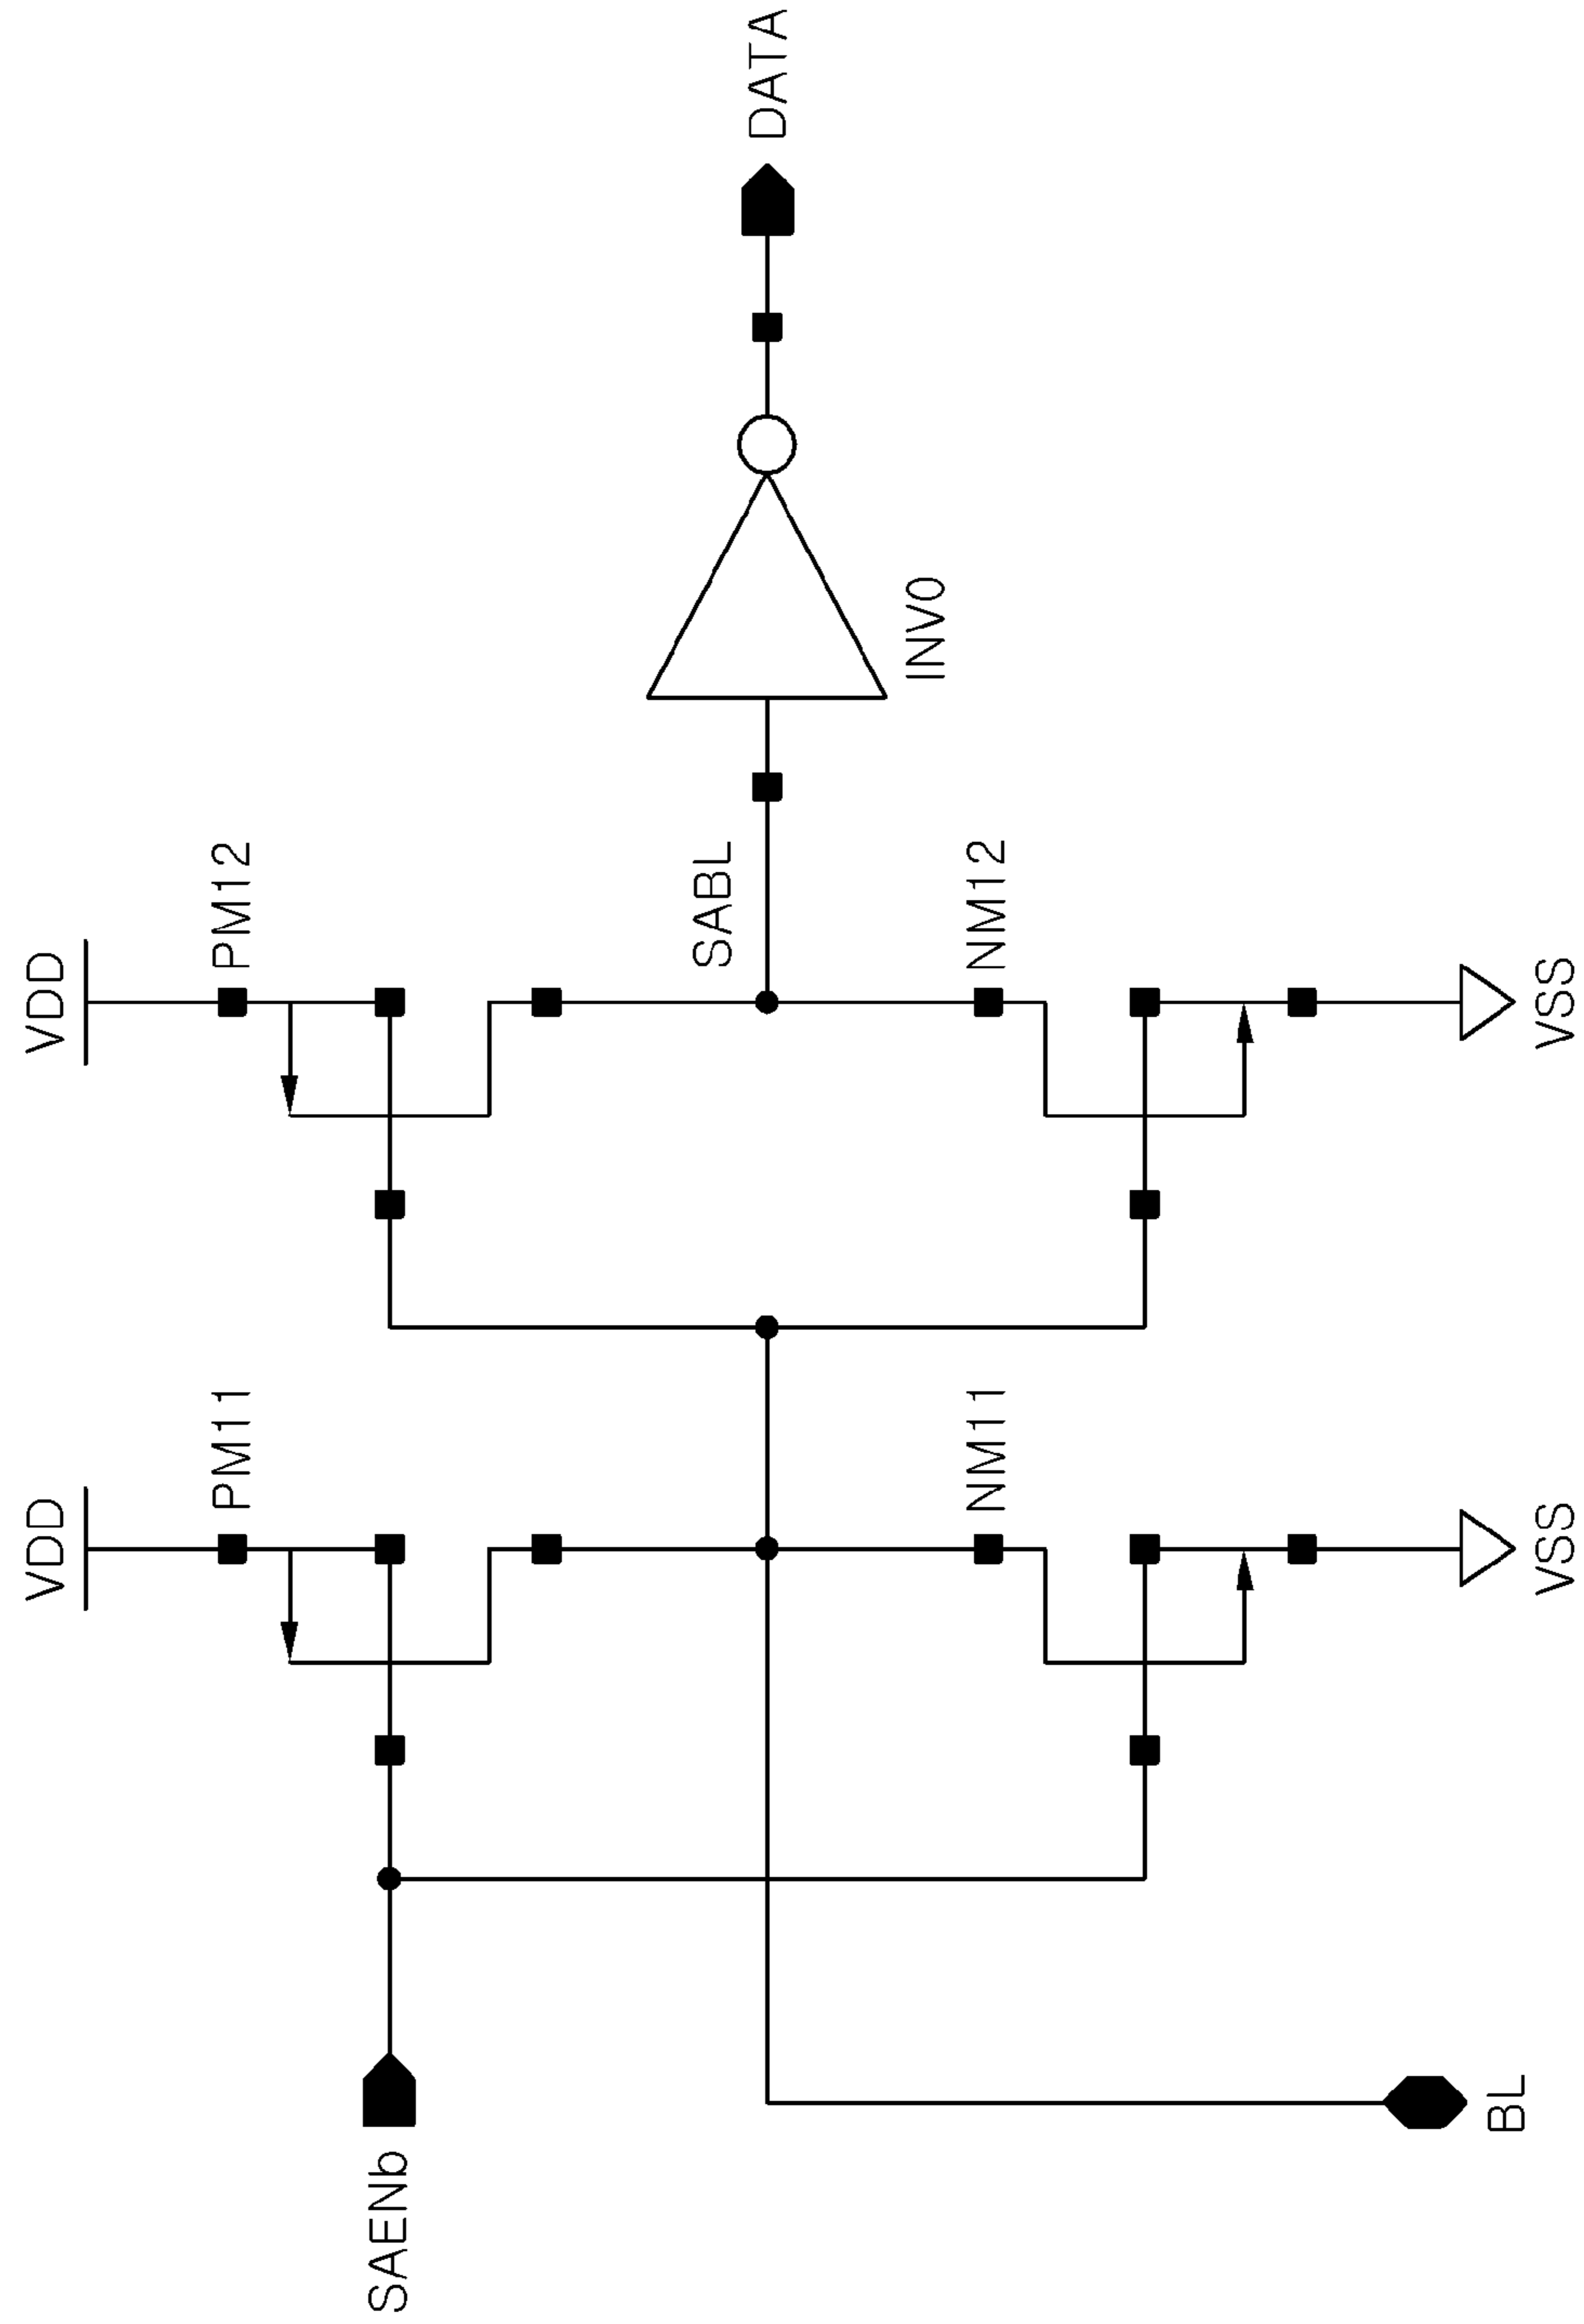 VDD
VDD
PM11
PM12
SAENb
SABL
DATA
INV0
NM11
NM12
BL
VSS
VSS